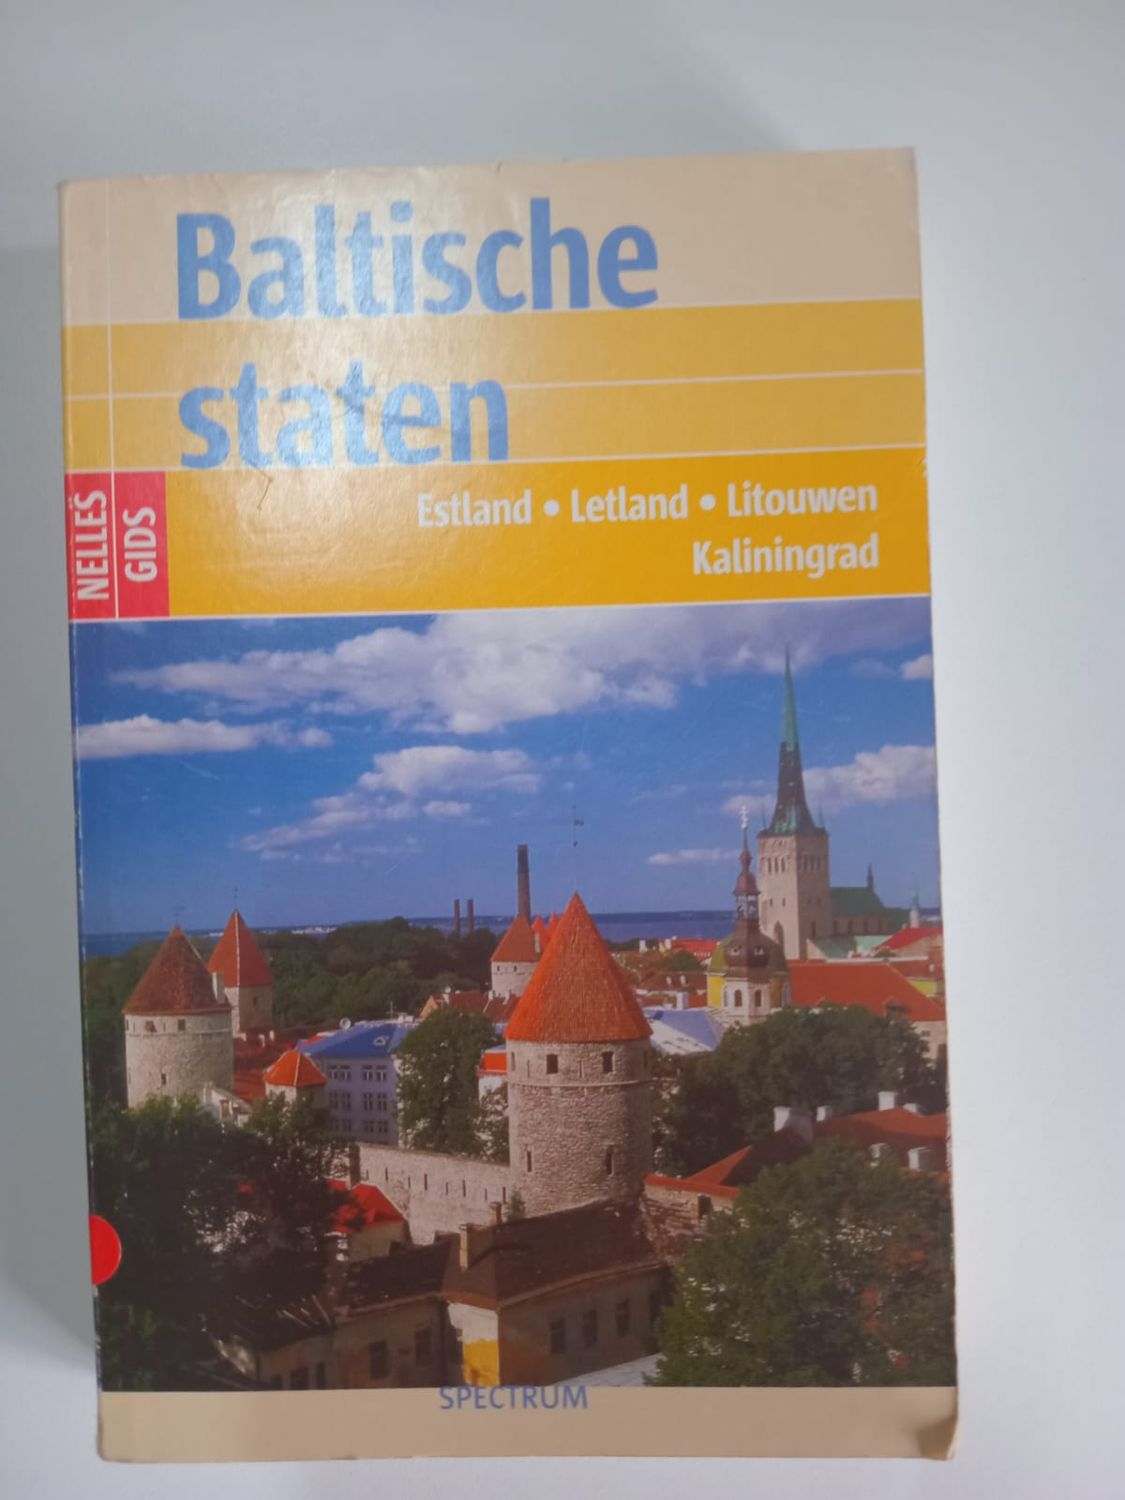 Baltische
staten
Estland • Letland • Litouwen
Kaliningrad
NELLES
GIDS
SPECTRUM